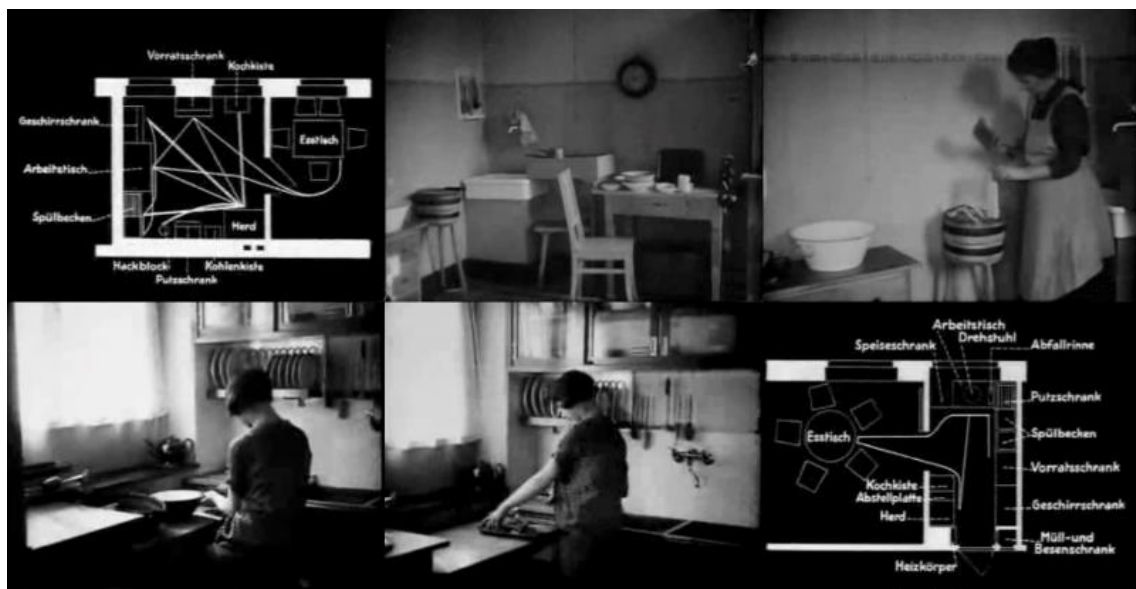 Vorratsschrank
Kochkiste
Geschirrschrank
Esstisch
Arbeitstisch
Spülbecken
Herd
Hackblock
Kohlenkiste
Putzschrank
Arbeitstisch
Drehstuhl
Speiseschrank
Abfallrinne
Putzschrank
Esstisch
Spülbecken
Vorratsschrank
Kochkiste
Abstellplatte
Geschirrschrank
Herd
Müll-und
Besenschrank
Heizkörper